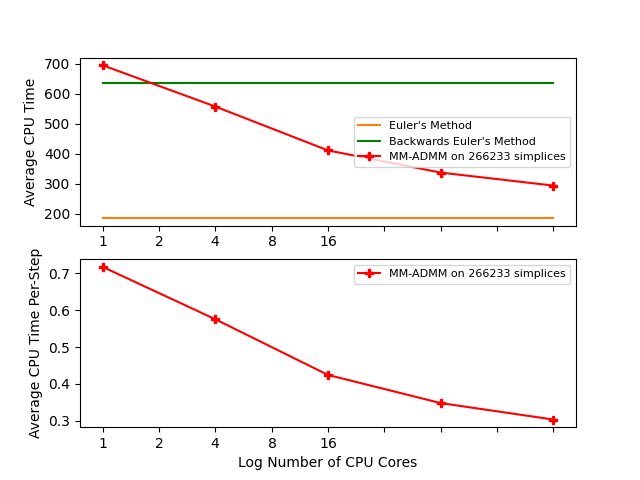 700
600
500
400
300
200
Average CPU Time
Euler's Method
Backwards Euler's Method
MM-ADMM on 266233 simplices
1 2 4 8 16
0.7
0.6
0.5
0.4
0.3
Average CPU Time Per-Step
MM-ADMM on 266233 simplices
1 2 4 8 16
Log Number of CPU Cores